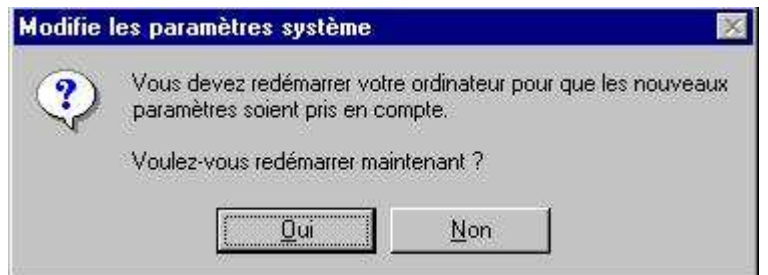 Modifie les paramètres système
Vous devez redémarrer votre ordinateur pour que les nouveaux
paramètres soient pris en compte.
Voulez-vous redémarrer maintenant ?
Oui
Non